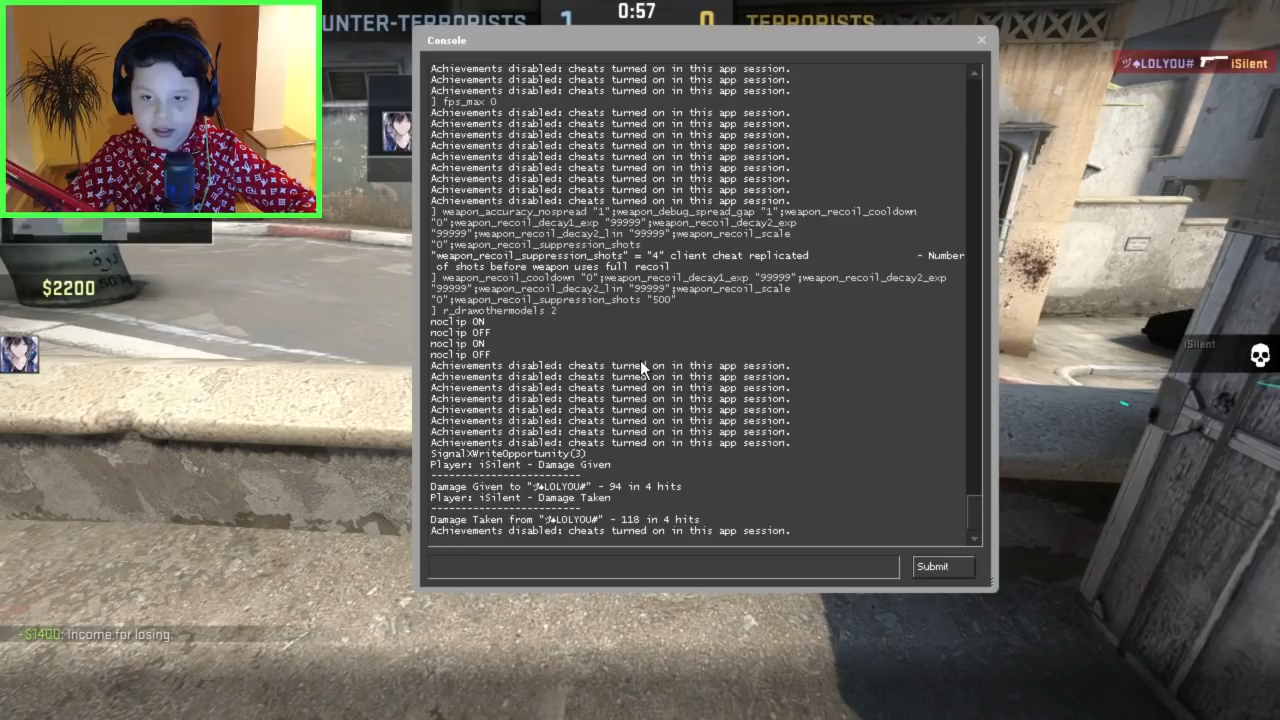 UNTER-TERRORISTS 1 0:57 0 TERRORISTS
Console
ヅ♠LOLYOU# iSilent
Achievements disabled: cheats turned on in this app session.
Achievements disabled: cheats turned on in this app session.
Achievements disabled: cheats turned on in this app session.
] fps_max 0
Achievements disabled: cheats turned on in this app session.
Achievements disabled: cheats turned on in this app session.
Achievements disabled: cheats turned on in this app session.
Achievements disabled: cheats turned on in this app session.
Achievements disabled: cheats turned on in this app session.
Achievements disabled: cheats turned on in this app session.
Achievements disabled: cheats turned on in this app session.
Achievements disabled: cheats turned on in this app session.
Achievements disabled: cheats turned on in this app session.
] weapon_accuracy_nospread "1";weapon_debug_spread_gap "1";weapon_recoil_cooldown
"0";weapon_recoil_decay1_exp "99999";weapon_recoil_decay2_exp
"99999";weapon_recoil_decay2_lin "99999";weapon_recoil_scale
"0";weapon_recoil_suppression_shots
"weapon_recoil_suppression_shots" = "4" client cheat replicated - Number
of shots before weapon uses full recoil
] weapon_recoil_cooldown "0";weapon_recoil_decay1_exp "99999";weapon_recoil_decay2_exp
"99999";weapon_recoil_decay2_lin "99999";weapon_recoil_scale
"0";weapon_recoil_suppression_shots "500"
] r_drawothermodels 2
noclip ON
noclip OFF
noclip ON
noclip OFF
Achievements disabled: cheats turned on in this app session.
Achievements disabled: cheats turned on in this app session.
Achievements disabled: cheats turned on in this app session.
Achievements disabled: cheats turned on in this app session.
Achievements disabled: cheats turned on in this app session.
Achievements disabled: cheats turned on in this app session.
Achievements disabled: cheats turned on in this app session.
Achievements disabled: cheats turned on in this app session.
SignalXWriteOpportunity(3)
Player: iSilent - Damage Given
-------------------------
Damage Given to "ヅ♠LOLYOU#" - 94 in 4 hits
Player: iSilent - Damage Taken
-------------------------
Damage Taken from "ヅ♠LOLYOU#" - 118 in 4 hits
Achievements disabled: cheats turned on in this app session.
Submit
$2200
iSilent
+$1400: Income for losing.